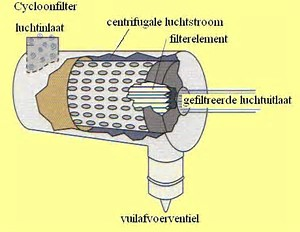 Cycloonfilter
luchtinlaat
centrifugale luchtstroom
filterelement
gefiltreerde luchtuitlaat
vuilafvoerventiel